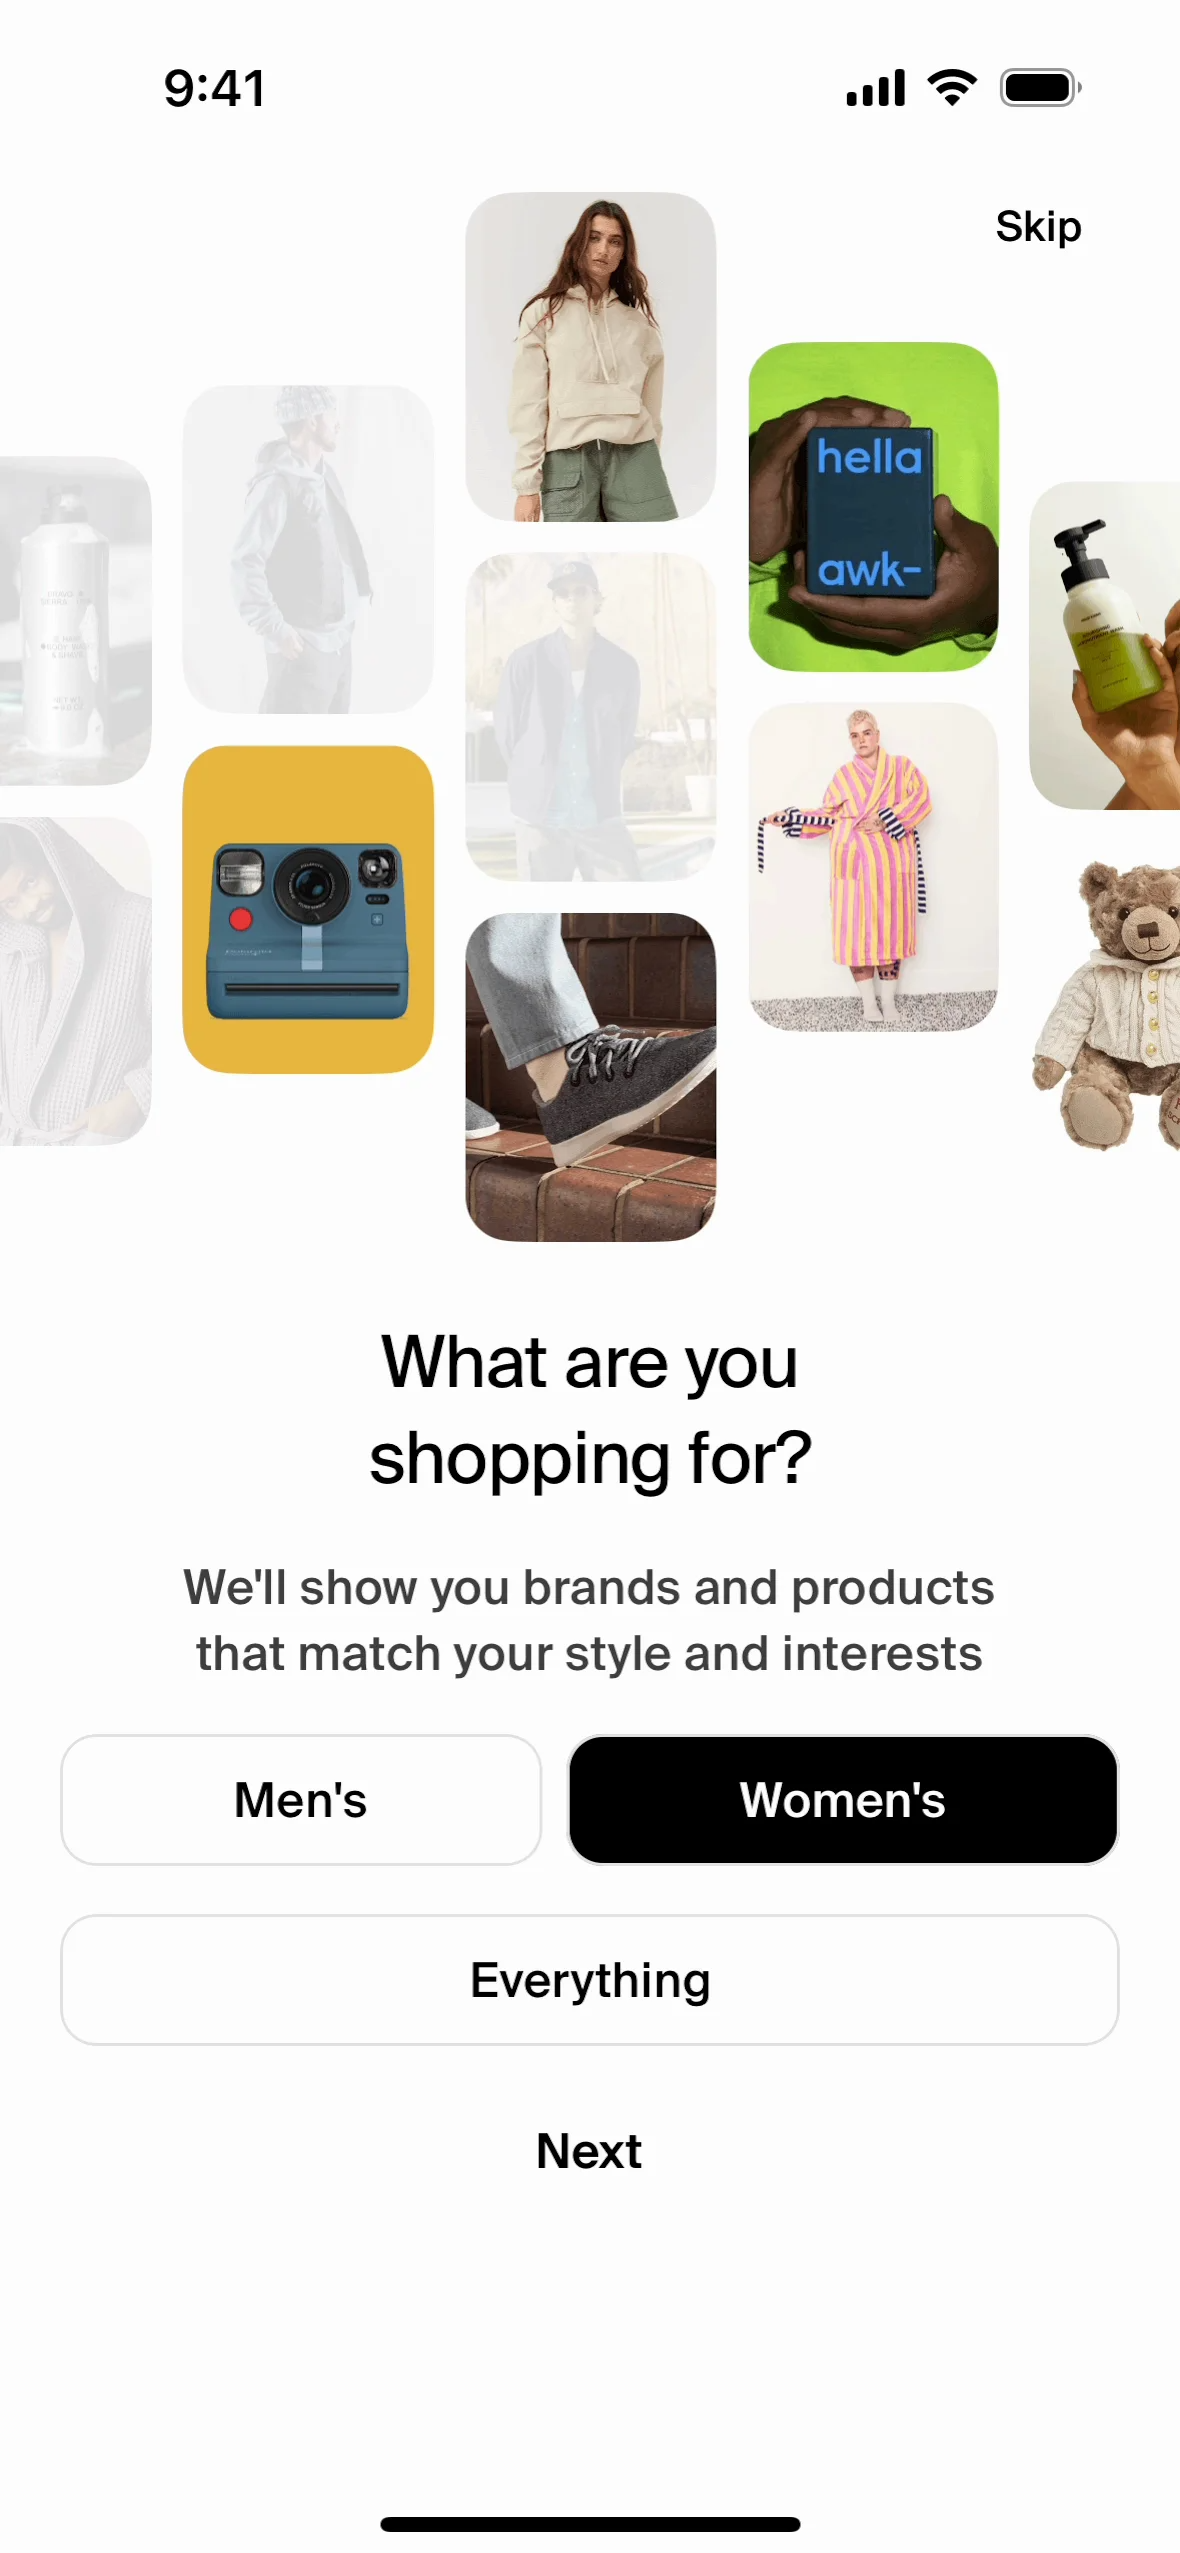 9:41
Skip
hella
awk-
What are you
shopping for?
We'll show you brands and products
that match your style and interests
Men's
Women's
Everything
Next